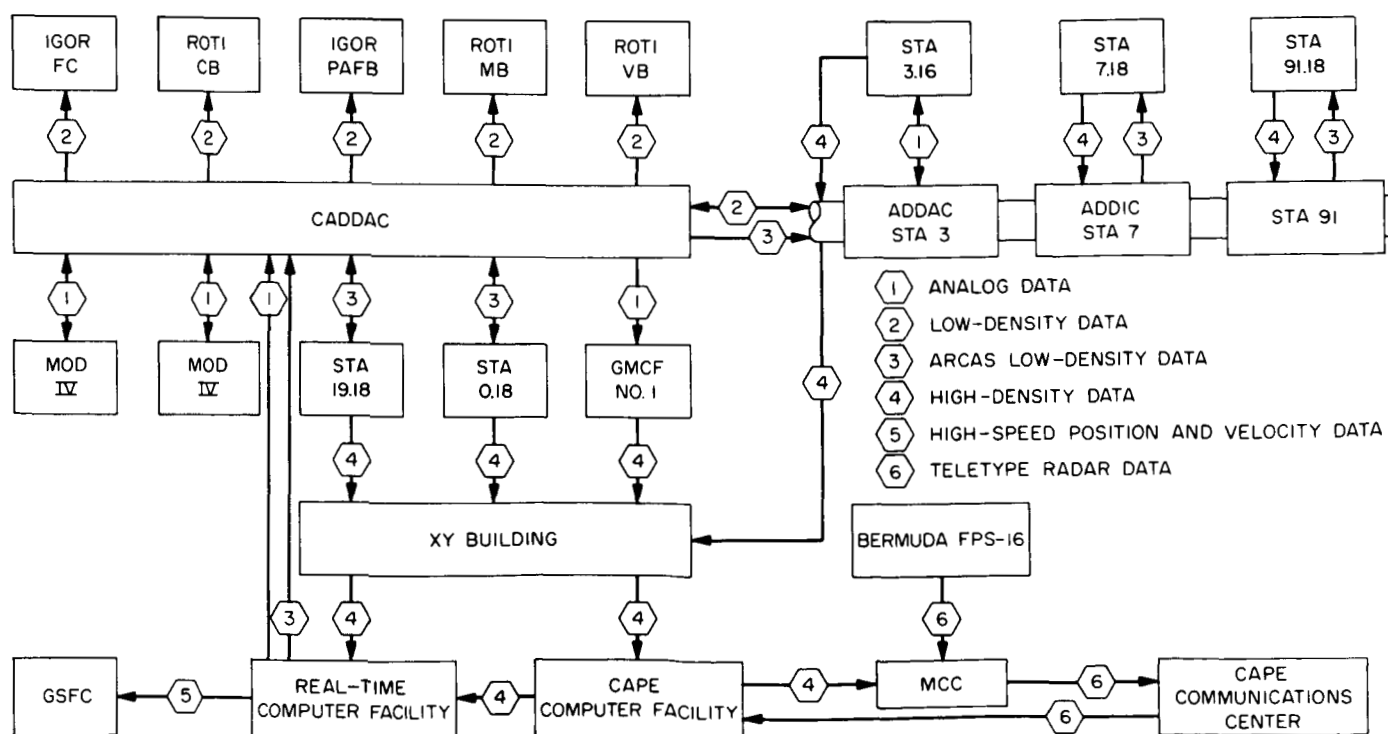 IGOR
FC
ROTI
CB
IGOR
PAFB
ROTI
MB
ROTI
VB
STA
3.16
STA
7.18
STA
91.18
2
2
2
2
2
4
1
4
3
4
3
CADDAC
2
3
ADDAC
STA 3
ADDIC
STA 7
STA 91
1
1
1
3
3
1
MOD
IV
MOD
IV
STA
19.18
STA
0.18
GMCF
NO. 1
4
1 ANALOG DATA
2 LOW-DENSITY DATA
3 ARCAS LOW-DENSITY DATA
4 HIGH-DENSITY DATA
5 HIGH-SPEED POSITION AND VELOCITY DATA
6 TELETYPE RADAR DATA
4
4
4
XY BUILDING
BERMUDA FPS-16
3
4
4
6
GSFC
5
REAL-TIME
COMPUTER FACILITY
4
CAPE
COMPUTER FACILITY
4
MCC
6
6
CAPE
COMMUNICATIONS
CENTER